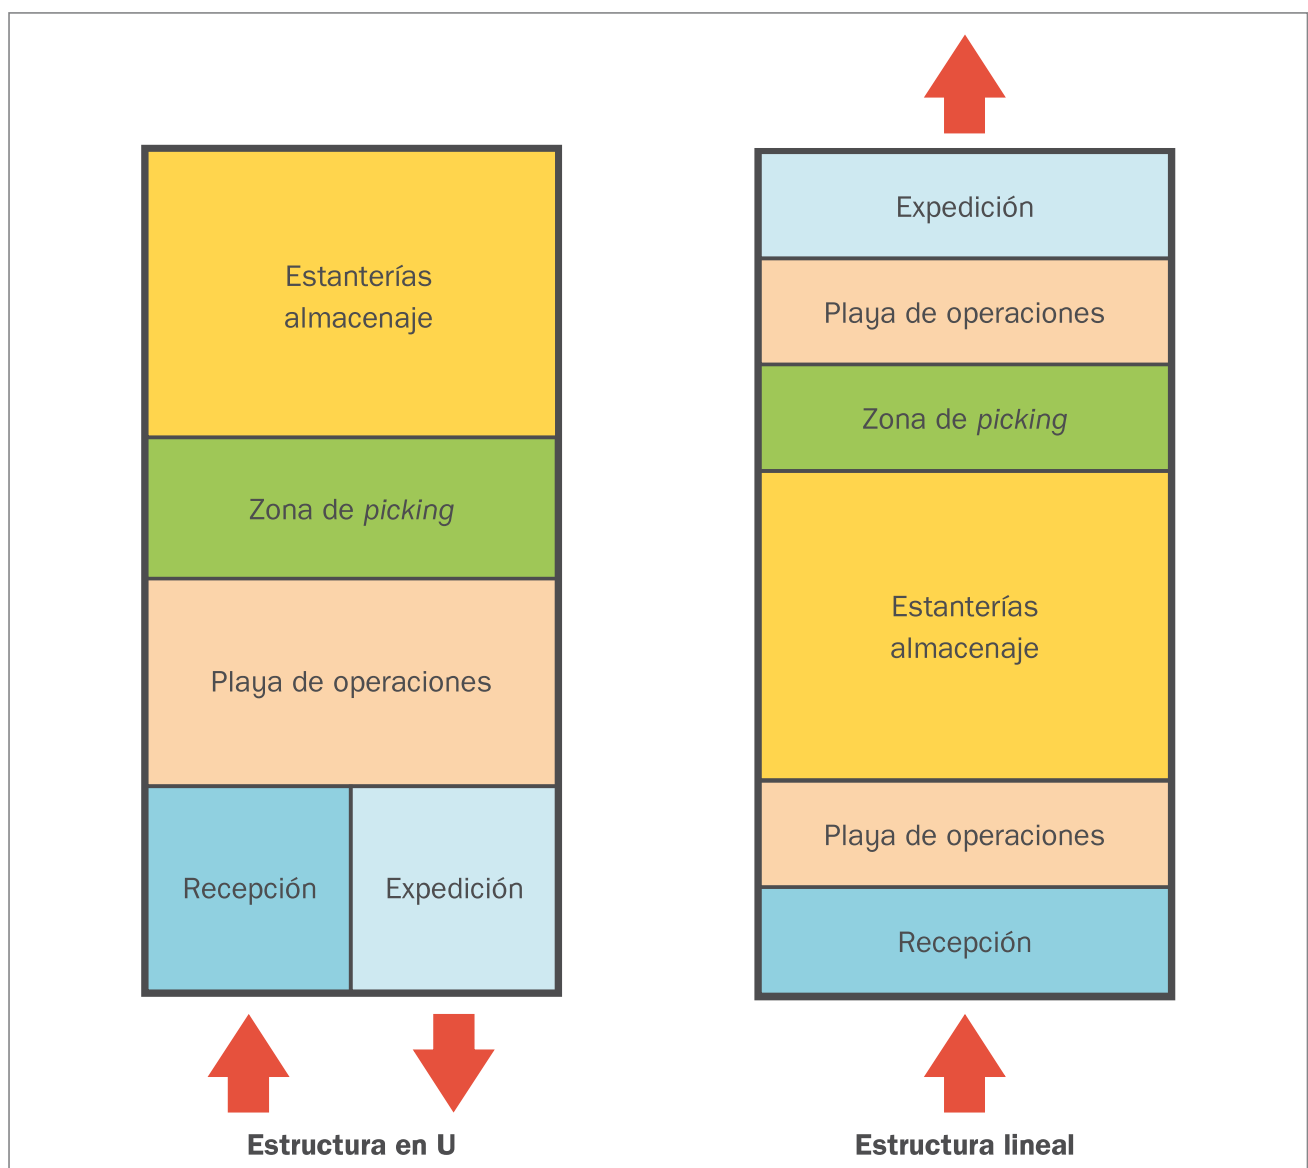 Estanterías
almacenaje
Zona de picking
Playa de operaciones
Recepción
Expedición
Estructura en U
Expedición
Playa de operaciones
Zona de picking
Estanterías
almacenaje
Playa de operaciones
Recepción
Estructura lineal